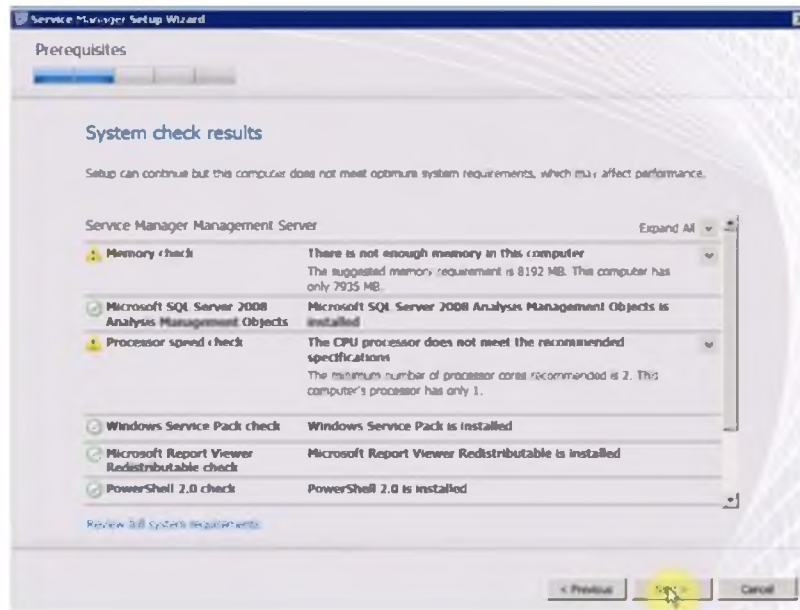 Service Manager Setup Wizard
Prerequisites
System check results
Setup can continue but this computer does not meet optimum system requirements, which may affect performance.
Service Manager Management Server
Expand All
Memory check
There is not enough memory in this computer
The suggested memory requirement is 8192 MB. This computer has
only 7935 MB.
Microsoft SQL Server 2008
Analysis Management Objects
Microsoft SQL Server 2008 Analysis Management Objects is
installed
Processor speed check
The CPU processor does not meet the recommended
specifications
The minimum number of processor cores recommended is 2. This
computer's processor has only 1.
Windows Service Pack check
Windows Service Pack is installed
Microsoft Report Viewer
Redistributable check
Microsoft Report Viewer Redistributable is installed
PowerShell 2.0 check
PowerShell 2.0 is installed
Review full system requirements
< Previous
Next >
Cancel